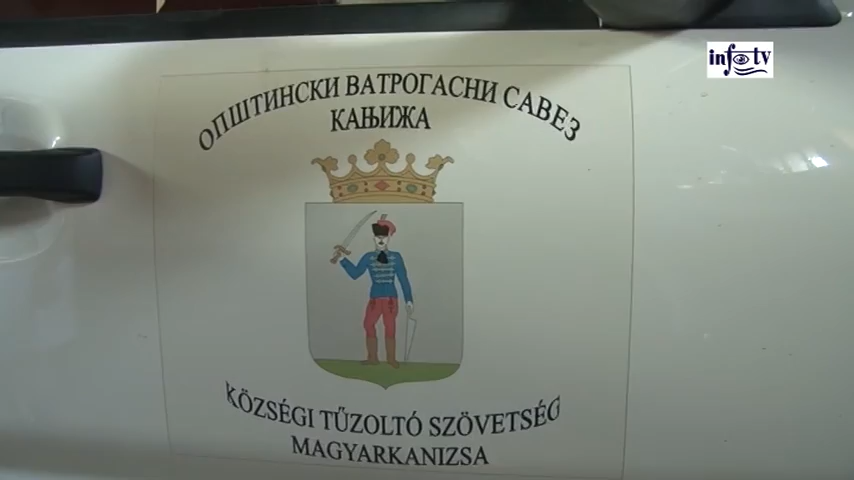 infotv
ОПШТИНСКИ ВАТРОГАСНИ САВЕЗ
КАЊИЖА
KÖZSÉGI TŰZOLTÓ SZÖVETSÉG
MAGYARKANIZSA